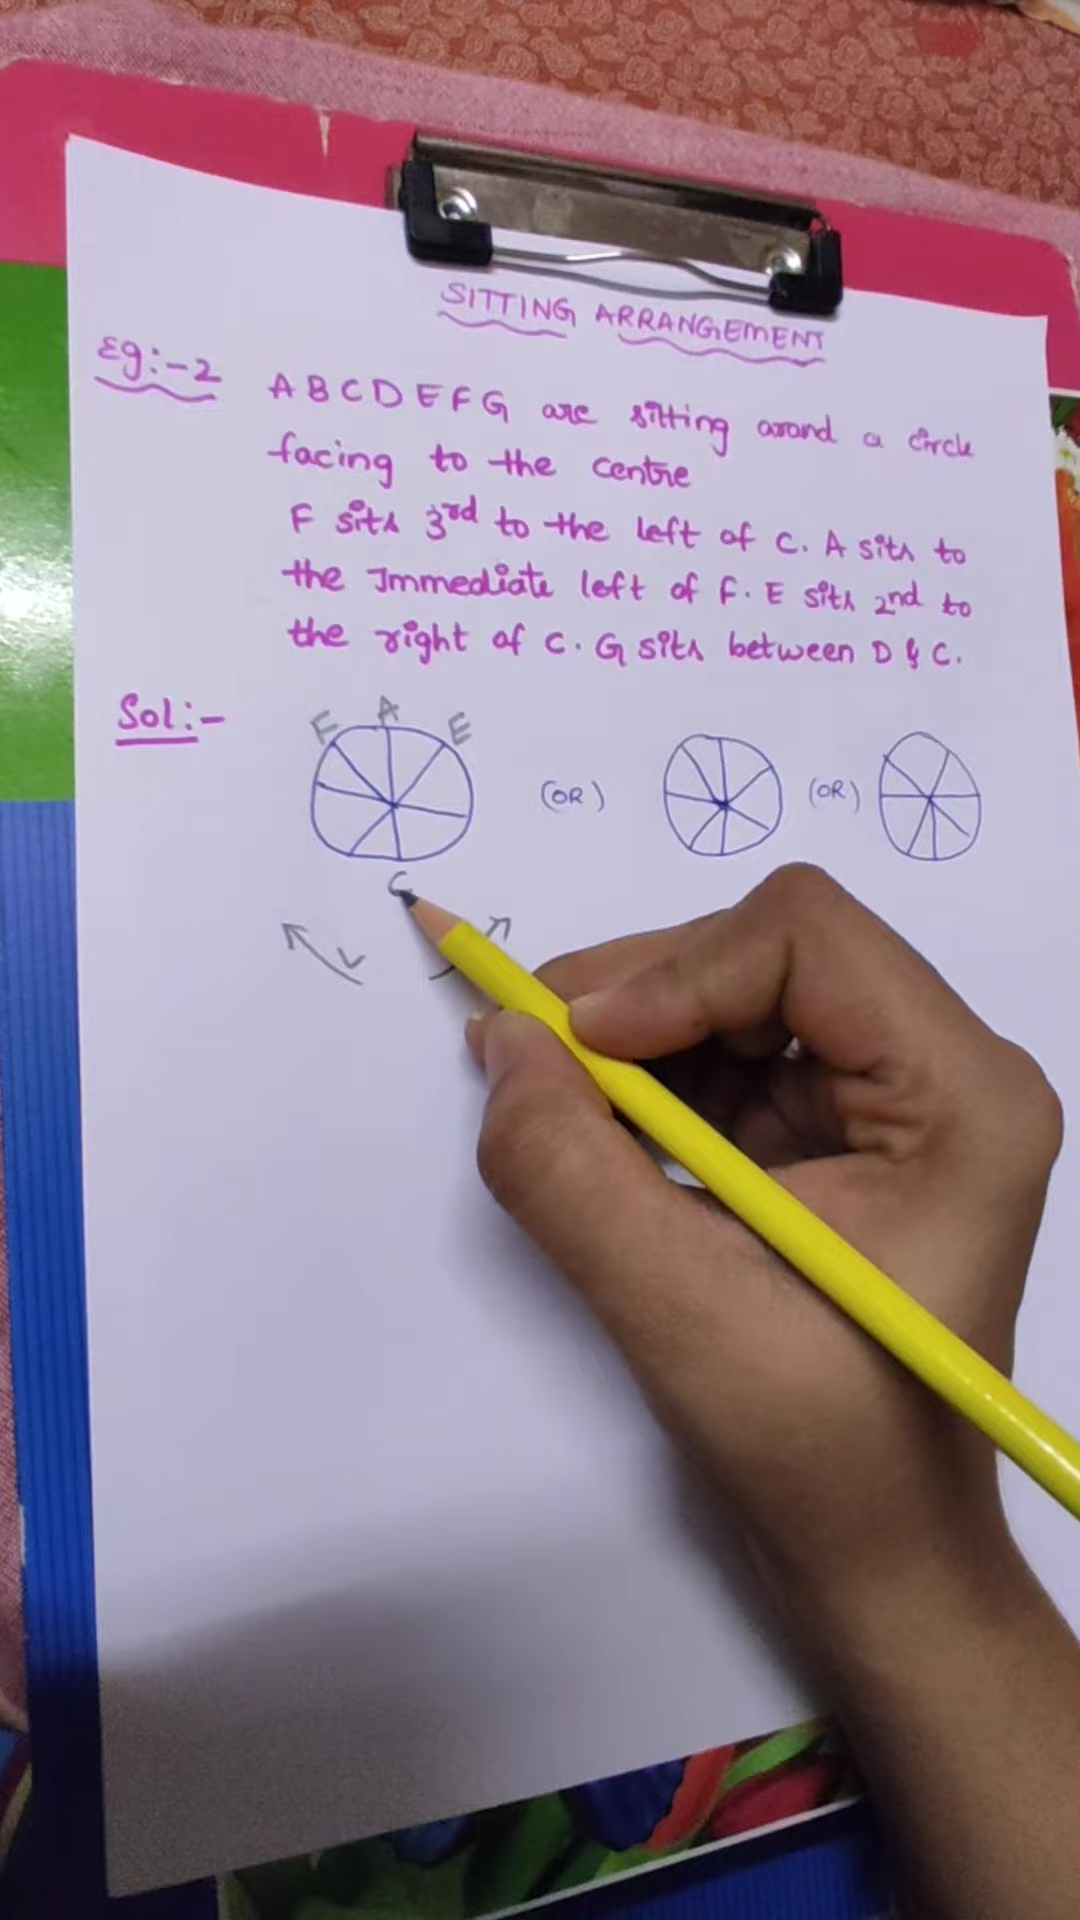 SITTING ARRANGEMENT
Eg:-2 A B C D E F G are sitting arond a circle
facing to the centre
F sits 3rd to the left of C. A sits to
the Immediate left of F. E sits 2nd to
the right of C. G sits between D & C.
Sol:-
F A E
(OR) (OR)
C